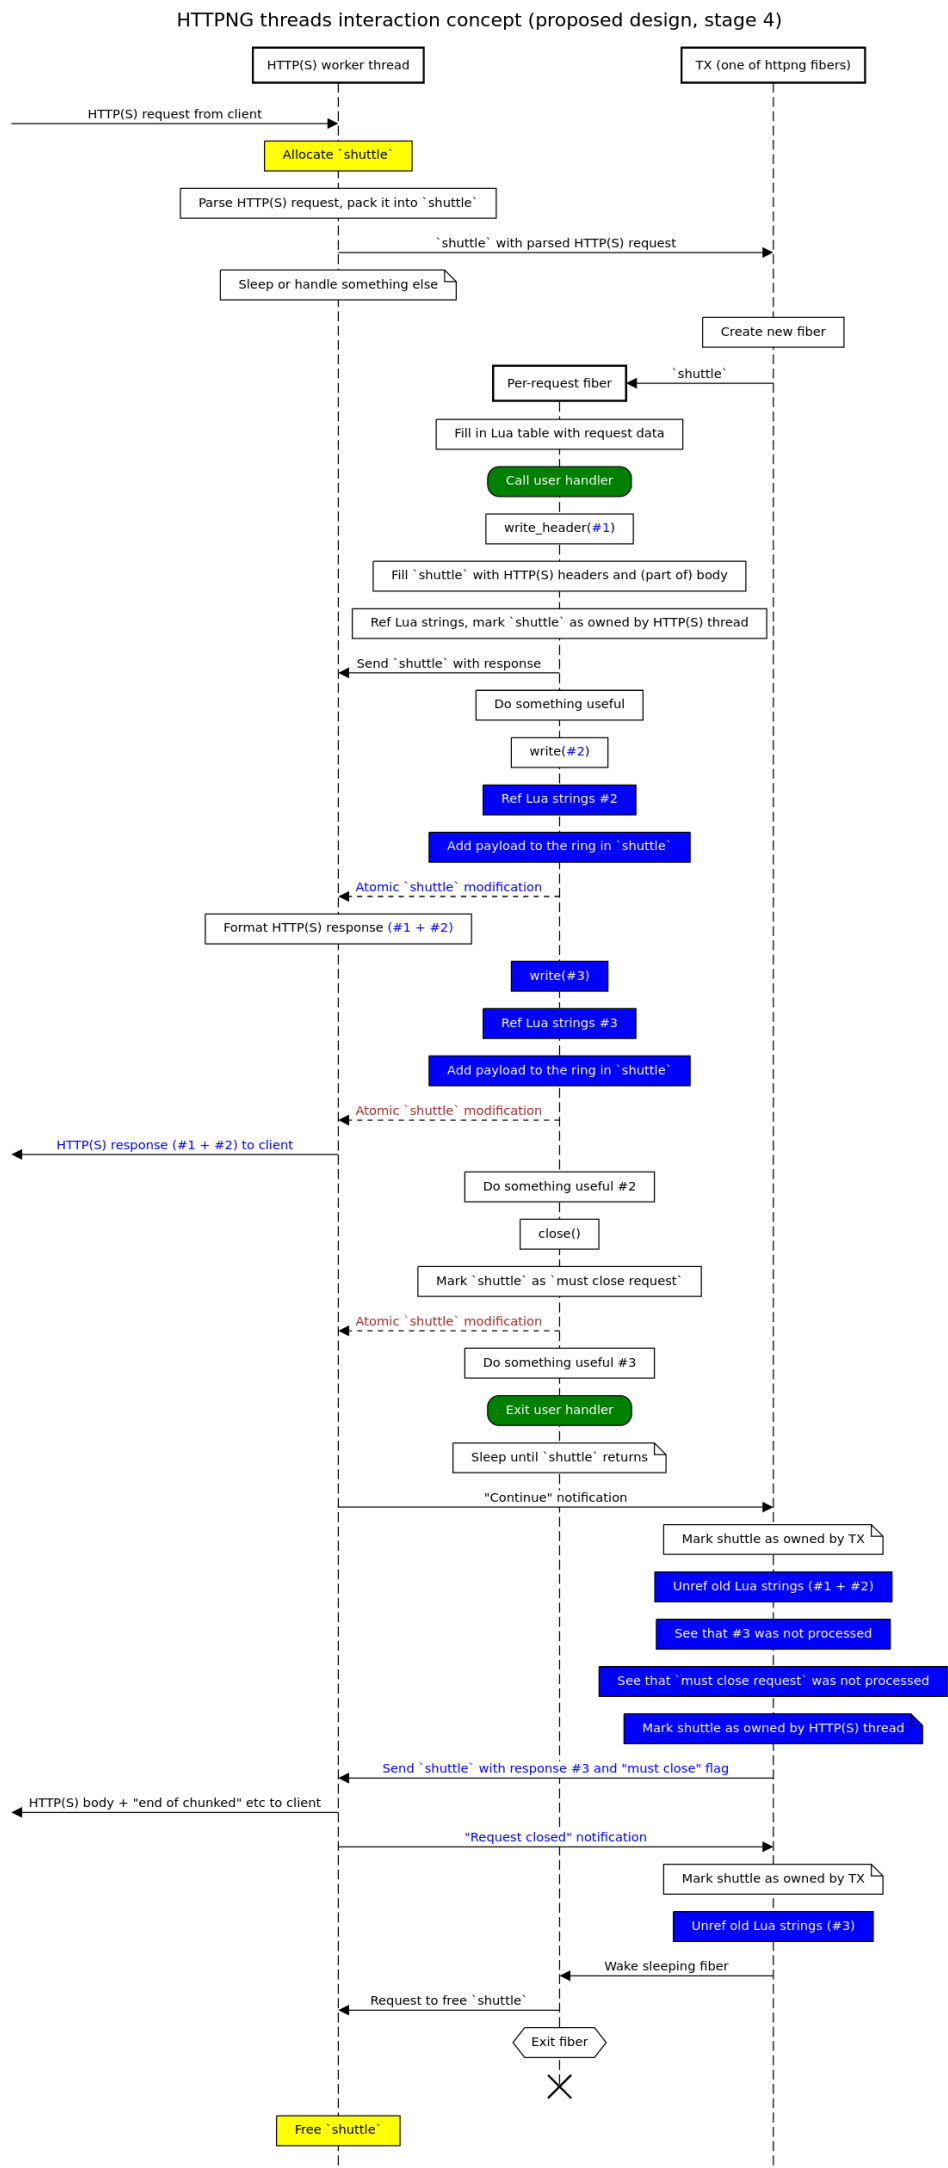 HTTPNG threads interaction concept (proposed design, stage 4)
HTTP(S) worker thread
TX (one of httpng fibers)
HTTP(S) request from client
Allocate `shuttle`
Parse HTTP(S) request, pack it into `shuttle`
`shuttle` with parsed HTTP(S) request
Sleep or handle something else
Create new fiber
`shuttle`
Per-request fiber
Fill in Lua table with request data
Call user handler
write_header(#1)
Fill `shuttle` with HTTP(S) headers and (part of) body
Ref Lua strings, mark `shuttle` as owned by HTTP(S) thread
Send `shuttle` with response
Do something useful
write(#2)
Ref Lua strings #2
Add payload to the ring in `shuttle`
Atomic `shuttle` modification
Format HTTP(S) response (#1 + #2)
write(#3)
Ref Lua strings #3
Add payload to the ring in `shuttle`
Atomic `shuttle` modification
HTTP(S) response (#1 + #2) to client
Do something useful #2
close()
Mark `shuttle` as `must close request`
Atomic `shuttle` modification
Do something useful #3
Exit user handler
Sleep until `shuttle` returns
"Continue" notification
Mark shuttle as owned by TX
Unref old Lua strings (#1 + #2)
See that #3 was not processed
See that `must close request` was not processed
Mark shuttle as owned by HTTP(S) thread
Send `shuttle` with response #3 and "must close" flag
HTTP(S) body + "end of chunked" etc to client
"Request closed" notification
Mark shuttle as owned by TX
Unref old Lua strings (#3)
Wake sleeping fiber
Request to free `shuttle`
Exit fiber
Free `shuttle`